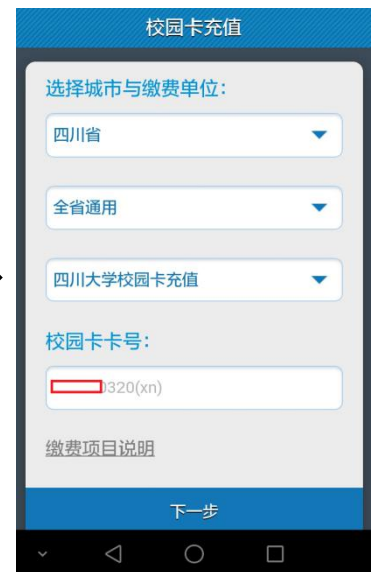 校园卡充值
选择城市与缴费单位：
四川省
全省通用
四川大学校园卡充值
校园卡卡号：
0320(xn)
缴费项目说明
下一步